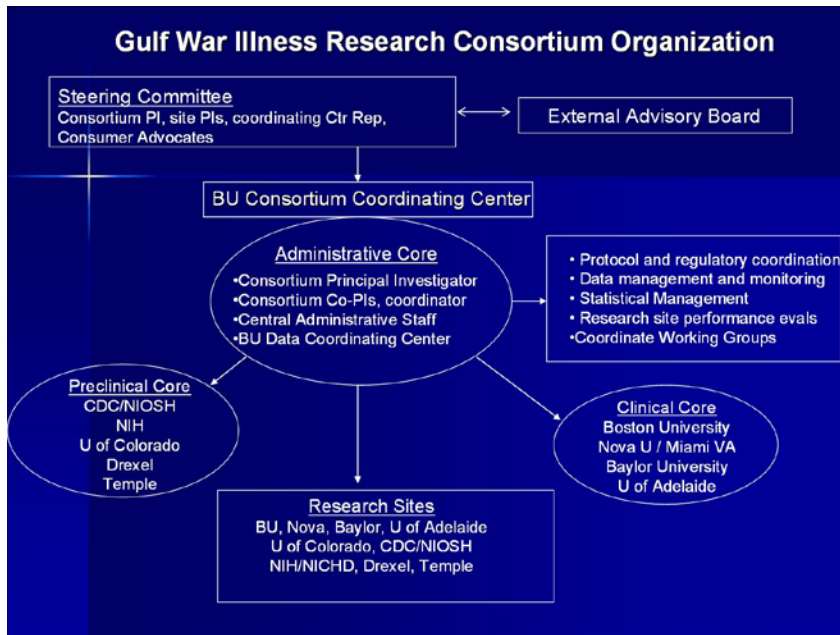 Gulf War Illness Research Consortium Organization
Steering Committee
Consortium PI, site PIs, coordinating Ctr Rep,
Consumer Advocates
External Advisory Board
BU Consortium Coordinating Center
Administrative Core
•Consortium Principal Investigator
•Consortium Co-PIs, coordinator
•Central Administrative Staff
•BU Data Coordinating Center
• Protocol and regulatory coordination
• Data management and monitoring
• Statistical Management
• Research site performance evals
•Coordinate Working Groups
Preclinical Core
CDC/NIOSH
NIH
U of Colorado
Drexel
Temple
Clinical Core
Boston University
Nova U / Miami VA
Baylor University
U of Adelaide
Research Sites
BU, Nova, Baylor, U of Adelaide
U of Colorado, CDC/NIOSH
NIH/NICHD, Drexel, Temple